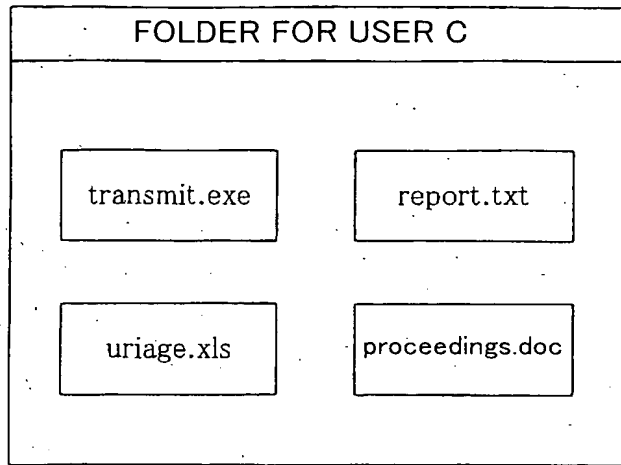 FOLDER FOR USER C
transmit.exe
report.txt
uriage.xls
proceedings.doc